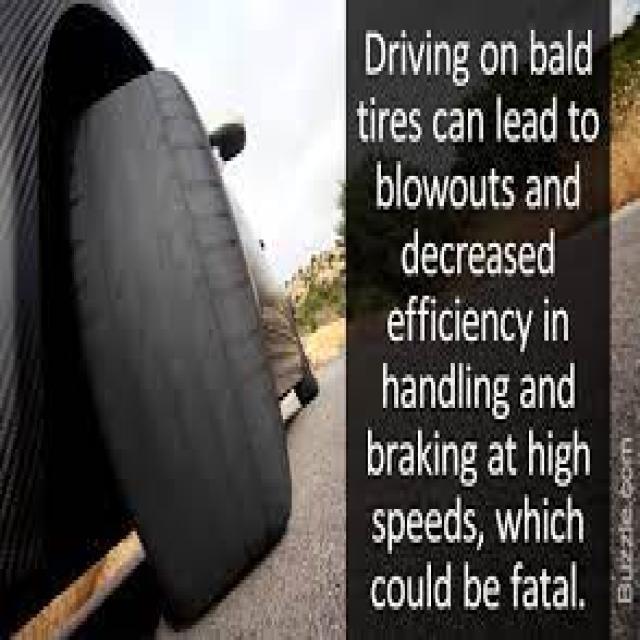 Driving on bald
tires can lead to
blowouts and
decreased
efficiency in
handling and
braking at high
speeds, which
could be fatal.
Buzzle.com